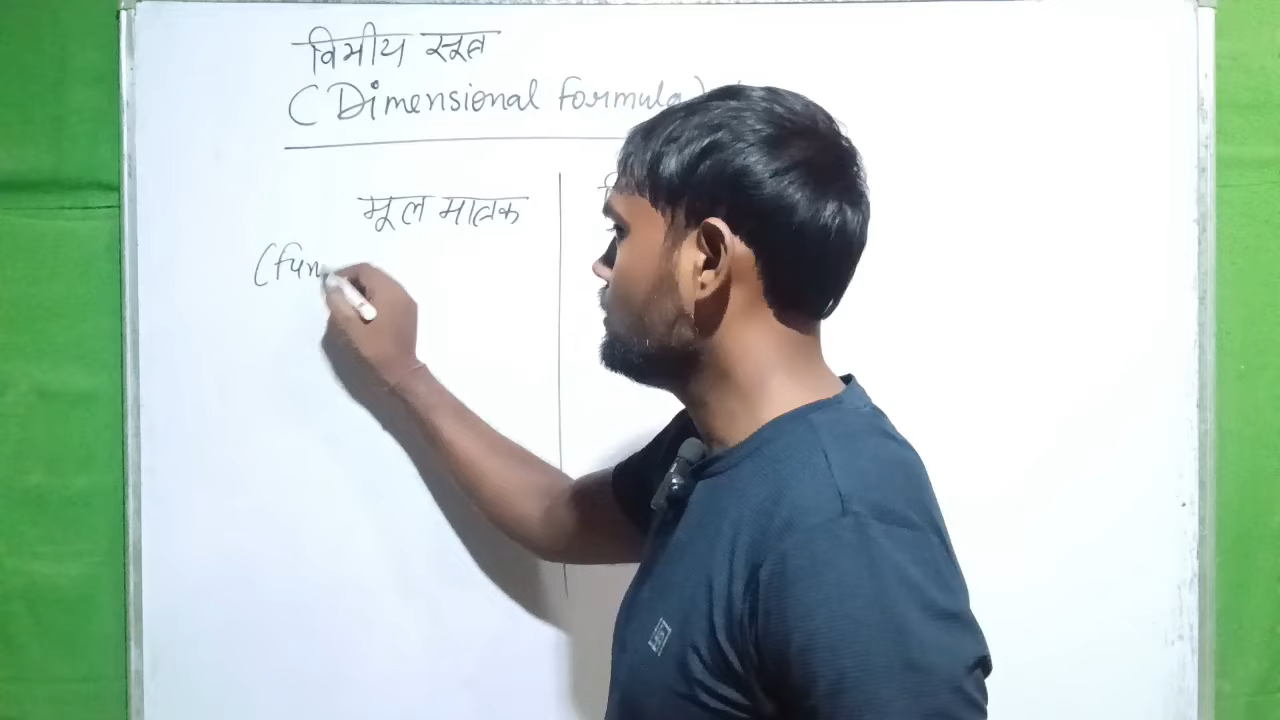 विमीय सूत्र
(Dimensional formula)
मूल मात्रक
(fun